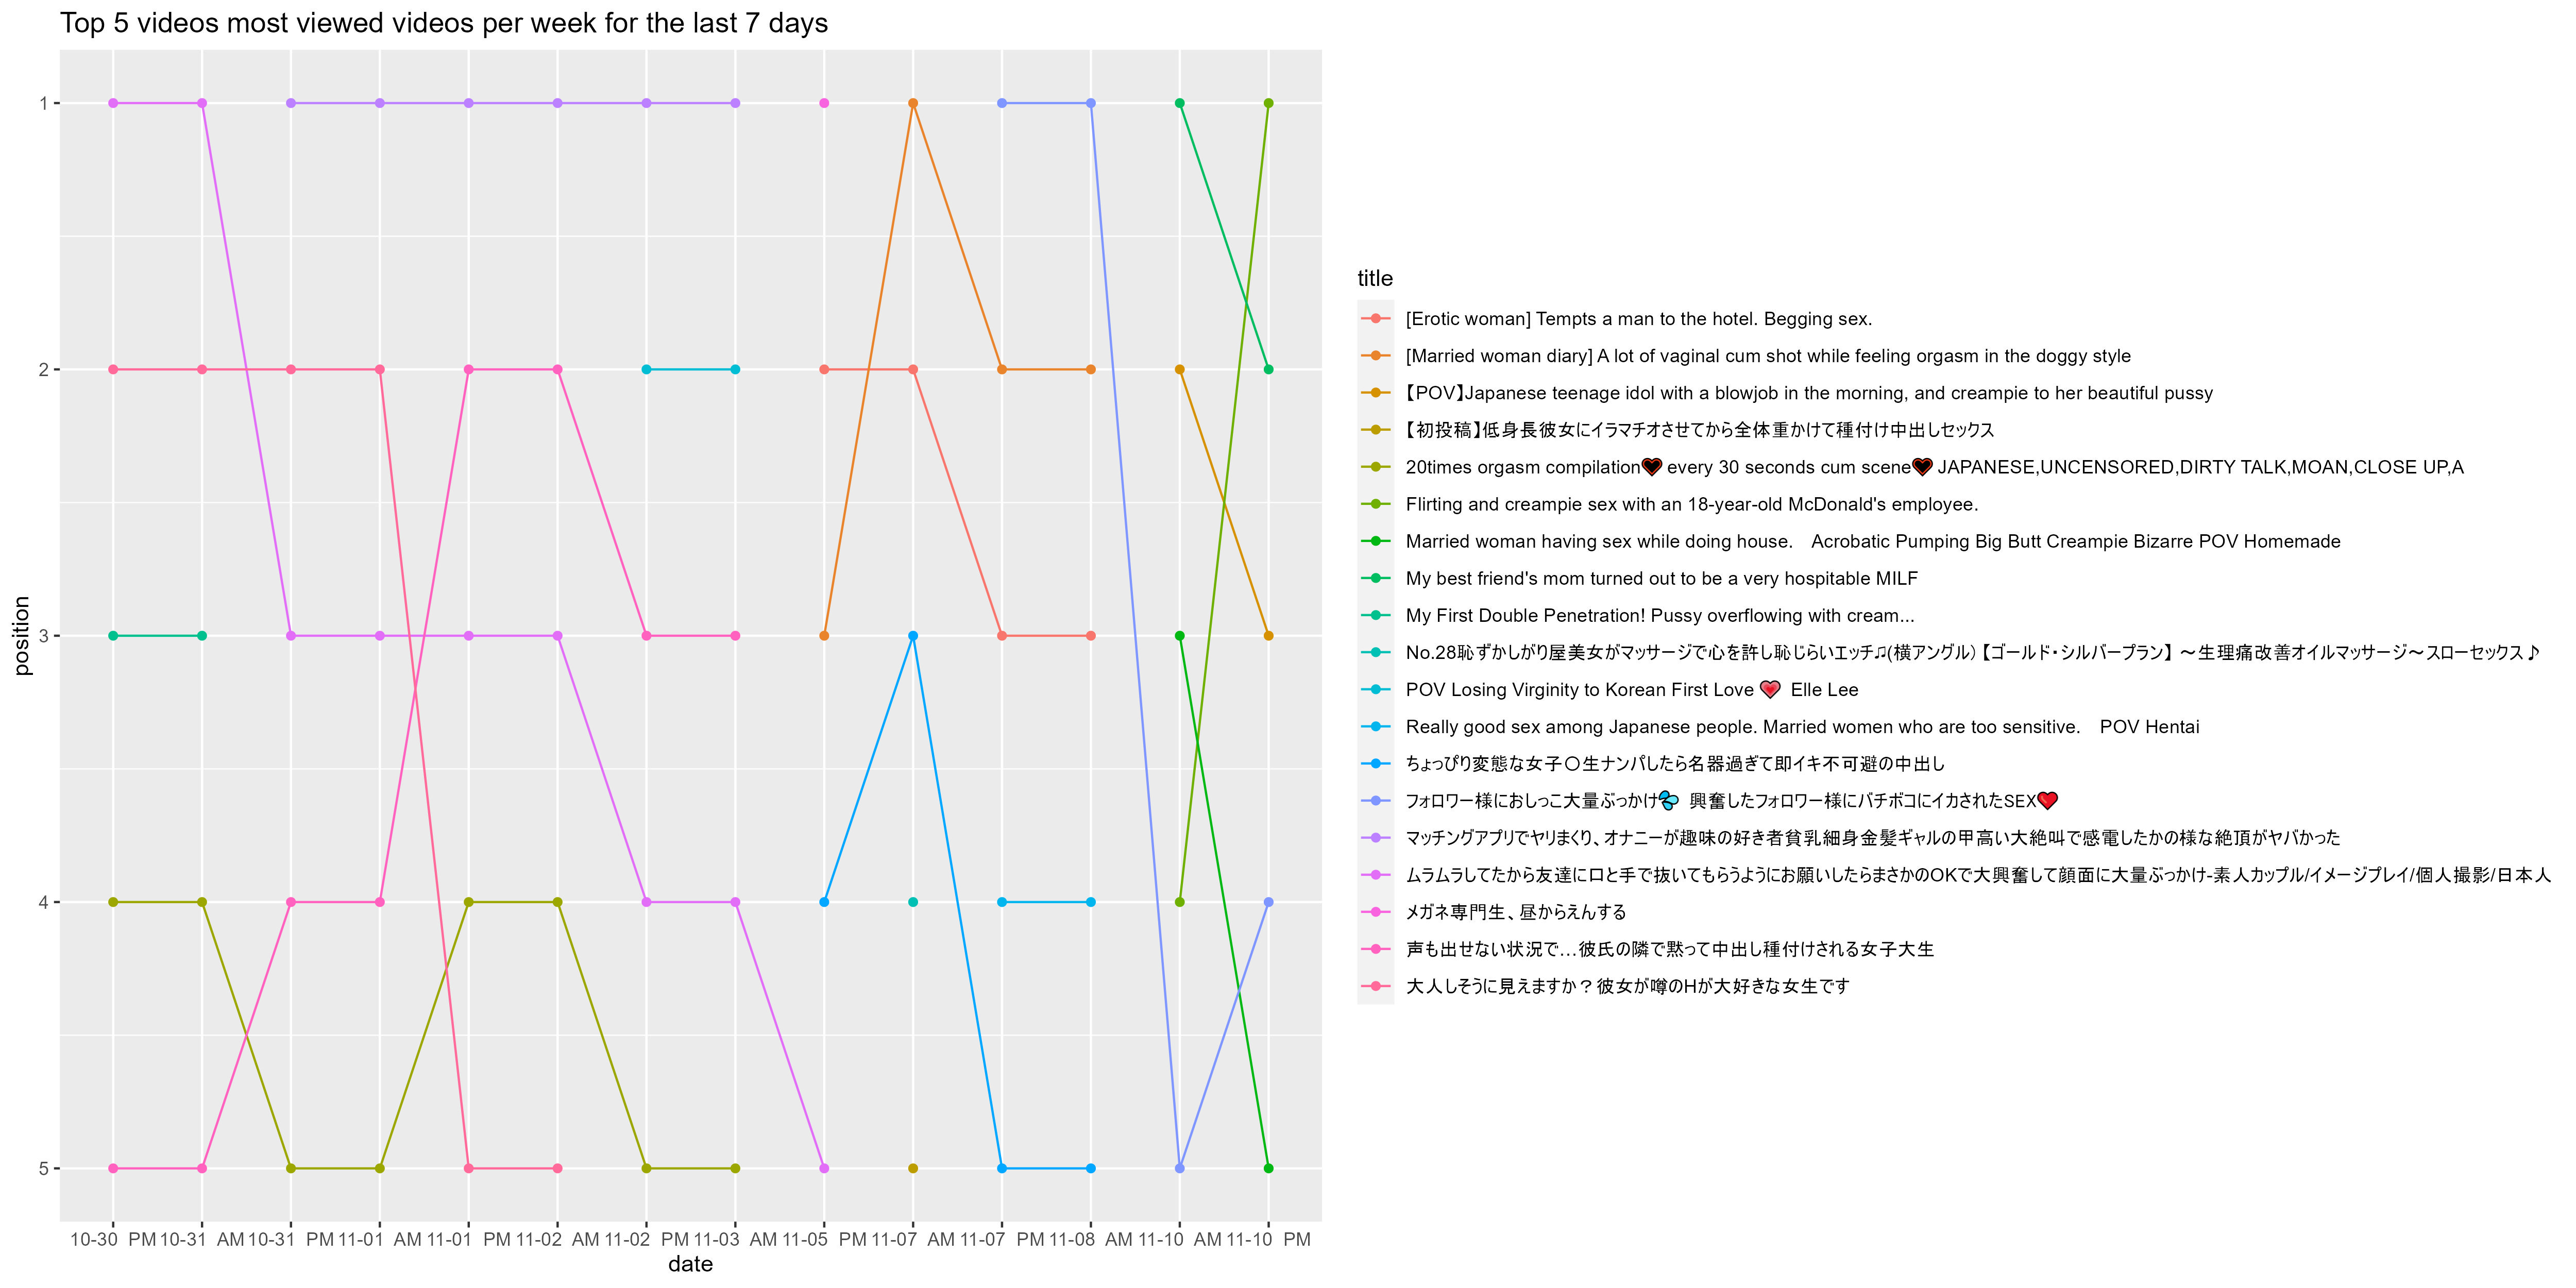 Top 5 videos most viewed videos per week for the last 7 days
position
1
2
3
4
5
10-30 PM 10-31 AM 10-31 PM 11-01 AM 11-01 PM 11-02 AM 11-02 PM 11-03 AM 11-05 PM 11-07 AM 11-07 PM 11-08 AM 11-10 AM 11-10 PM
date
title
[Erotic woman] Tempts a man to the hotel. Begging sex.
[Married woman diary] A lot of vaginal cum shot while feeling orgasm in the doggy style
【POV】Japanese teenage idol with a blowjob in the morning, and creampie to her beautiful pussy
【初投稿】低身長彼女にイラマチオさせてから全体重かけて種付け中出しセックス
20times orgasm compilation🖤 every 30 seconds cum scene🖤 JAPANESE,UNCENSORED,DIRTY TALK,MOAN,CLOSE UP,A
Flirting and creampie sex with an 18-year-old McDonald's employee.
Married woman having sex while doing house.　Acrobatic Pumping Big Butt Creampie Bizarre POV Homemade
My best friend's mom turned out to be a very hospitable MILF
My First Double Penetration! Pussy overflowing with cream...
No.28恥ずかしがり屋美女がマッサージで心を許し恥じらいエッチ♫(横アングル)【ゴールド・シルバープラン】 ～生理痛改善オイルマッサージ～スローセックス♪
POV Losing Virginity to Korean First Love 💗 Elle Lee
Really good sex among Japanese people. Married women who are too sensitive.　POV Hentai
ちょっぴり変態な女子〇生ナンパしたら名器過ぎて即イキ不可避の中出し
フォロワー様におしっこ大量ぶっかけ💦 興奮したフォロワー様にバチボコにイカされたSEX❤️
マッチングアプリでヤリまくり、オナニーが趣味の好き者貧乳細身金髪ギャルの甲高い大絶叫で感電したかの様な絶頂がヤバかった
ムラムラしてたから友達に口と手で抜いてもらうようにお願いしたらまさかのOKで大興奮して顔面に大量ぶっかけ-素人カップル/イメージプレイ/個人撮影/日本人
メガネ専門生、昼からえんする
声も出せない状況で…彼氏の隣で黙って中出し種付けされる女子大生
大人しそうに見えますか？彼女が噂のHが大好きな女生です